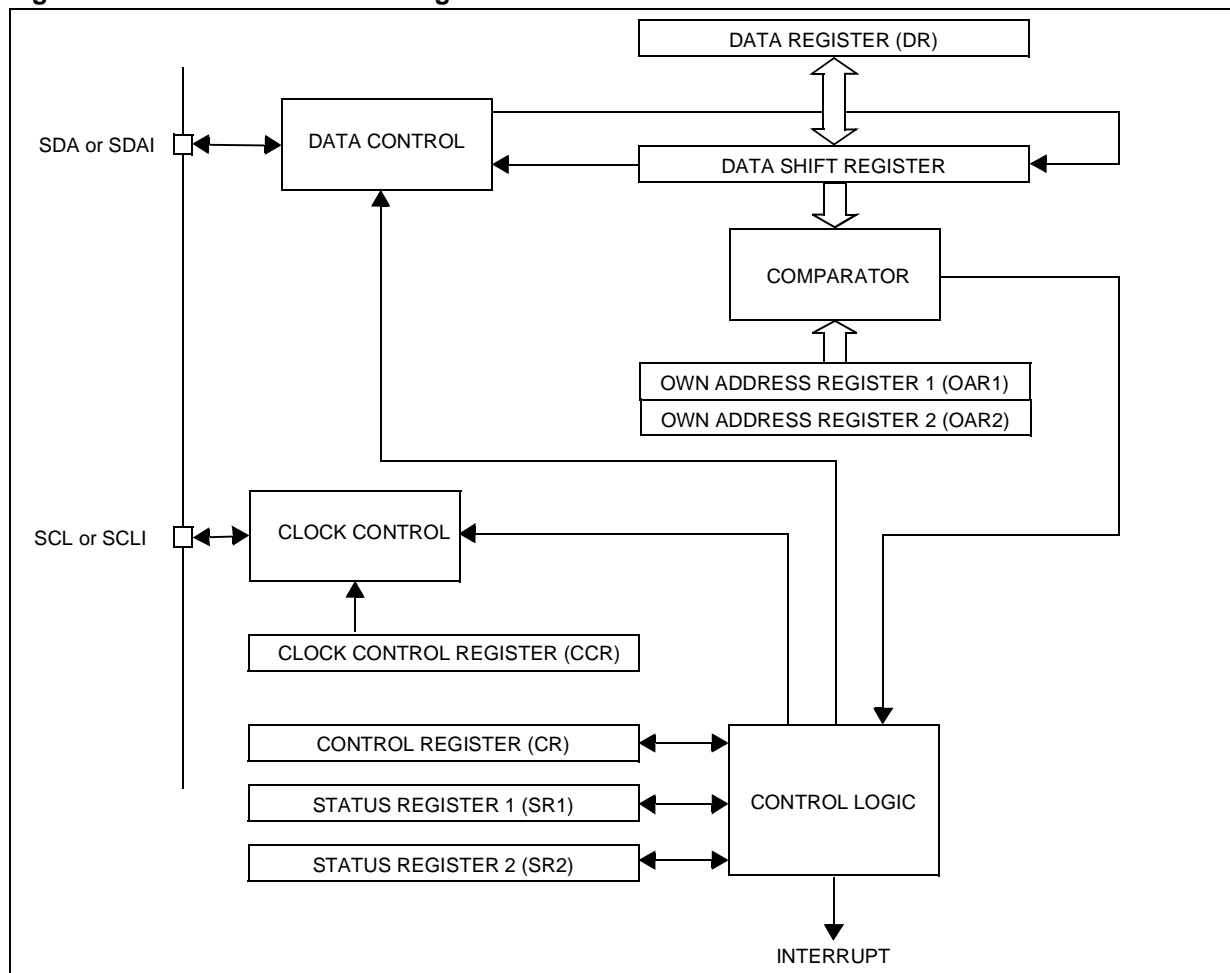 DATA REGISTER (DR)
SDA or SDAI
DATA CONTROL
DATA SHIFT REGISTER
COMPARATOR
OWN ADDRESS REGISTER 1 (OAR1)
OWN ADDRESS REGISTER 2 (OAR2)
SCL or SCLI
CLOCK CONTROL
CLOCK CONTROL REGISTER (CCR)
CONTROL REGISTER (CR)
STATUS REGISTER 1 (SR1)
CONTROL LOGIC
STATUS REGISTER 2 (SR2)
INTERRUPT